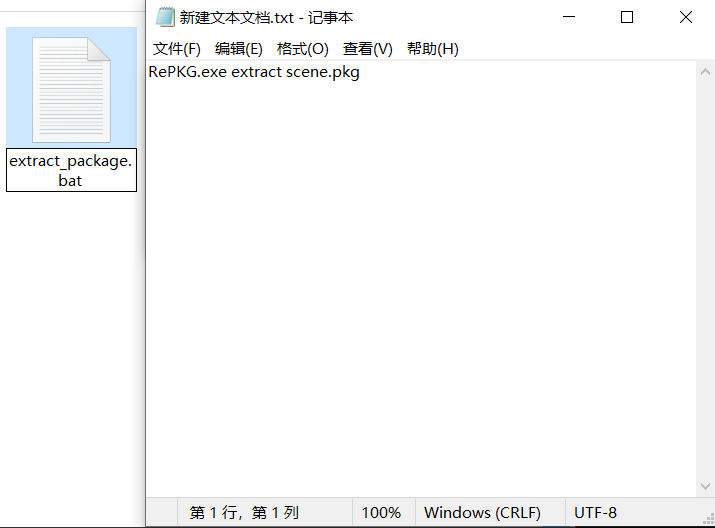 新建文本文档.txt - 记事本
文件(F) 编辑(E) 格式(O) 查看(V) 帮助(H)
RePKG.exe extract scene.pkg
extract_package.
bat
第 1 行，第 1 列 100% Windows (CRLF) UTF-8